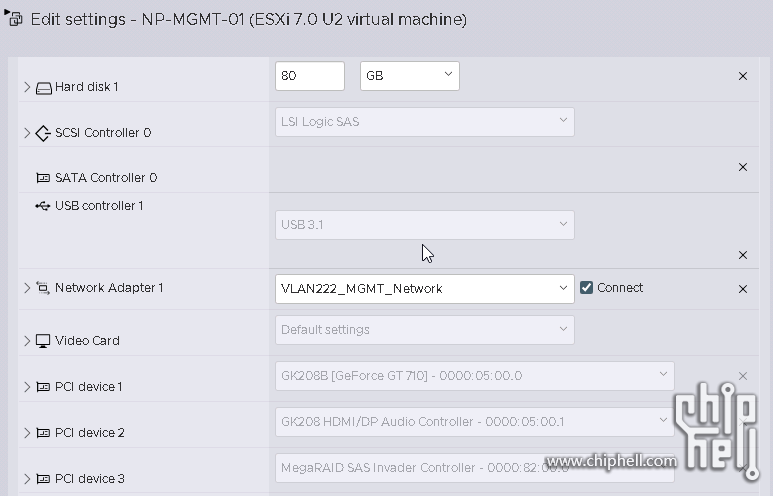 Edit settings - NP-MGMT-01 (ESXi 7.0 U2 virtual machine)
Hard disk 1
80
GB
SCSI Controller 0
LSI Logic SAS
SATA Controller 0
USB controller 1
USB 3.1
Network Adapter 1
VLAN222_MGMT_Network
Connect
Video Card
Default settings
PCI device 1
GK208B [GeForce GT 710] - 0000:05:00.0
PCI device 2
GK208 HDMI/DP Audio Controller - 0000:05:00.1
PCI device 3
MegaRAID SAS Invader Controller - 0000:82:00.0
www.chiphell.com
chip
hell